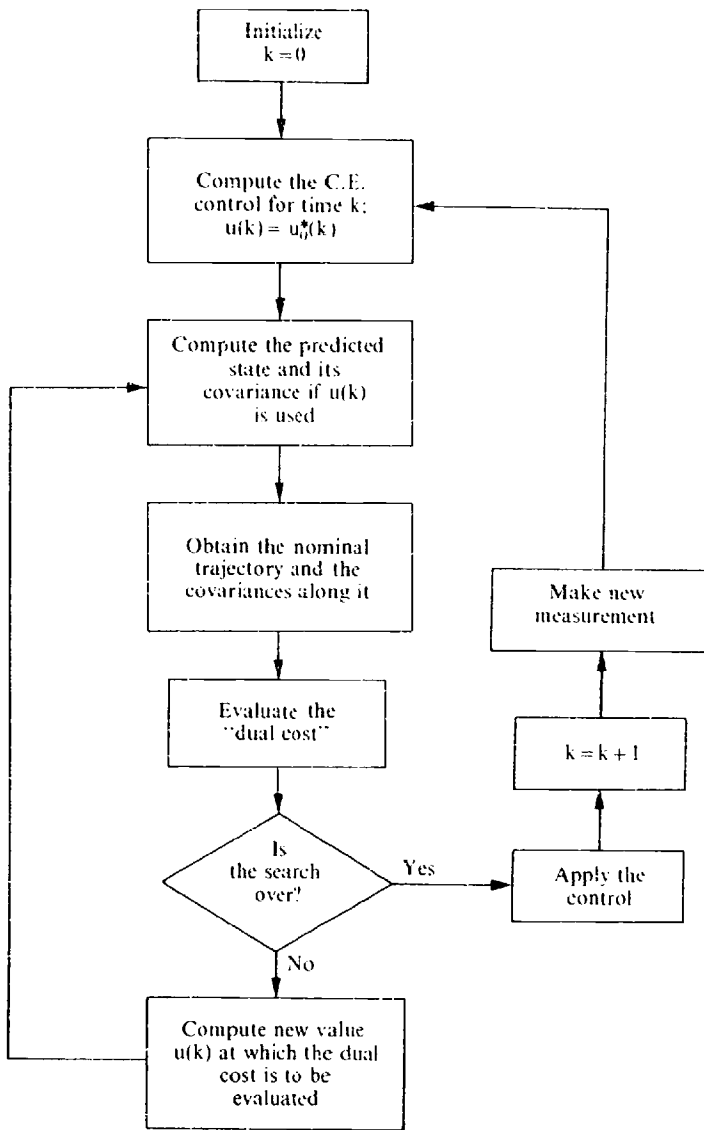 Initialize
k=0
Compute the C.E.
control for time k;
u(k) = u₀*(k)
Compute the predicted
state and its
covariance if u(k)
is used
Obtain the nominal
trajectory and the
covariances along it
Evaluate the
"dual cost"
Is
the search
over?
Yes
No
Compute new value
u(k) at which the dual
cost is to be
evaluated
Apply the
control
k=k+1
Make new
measurement